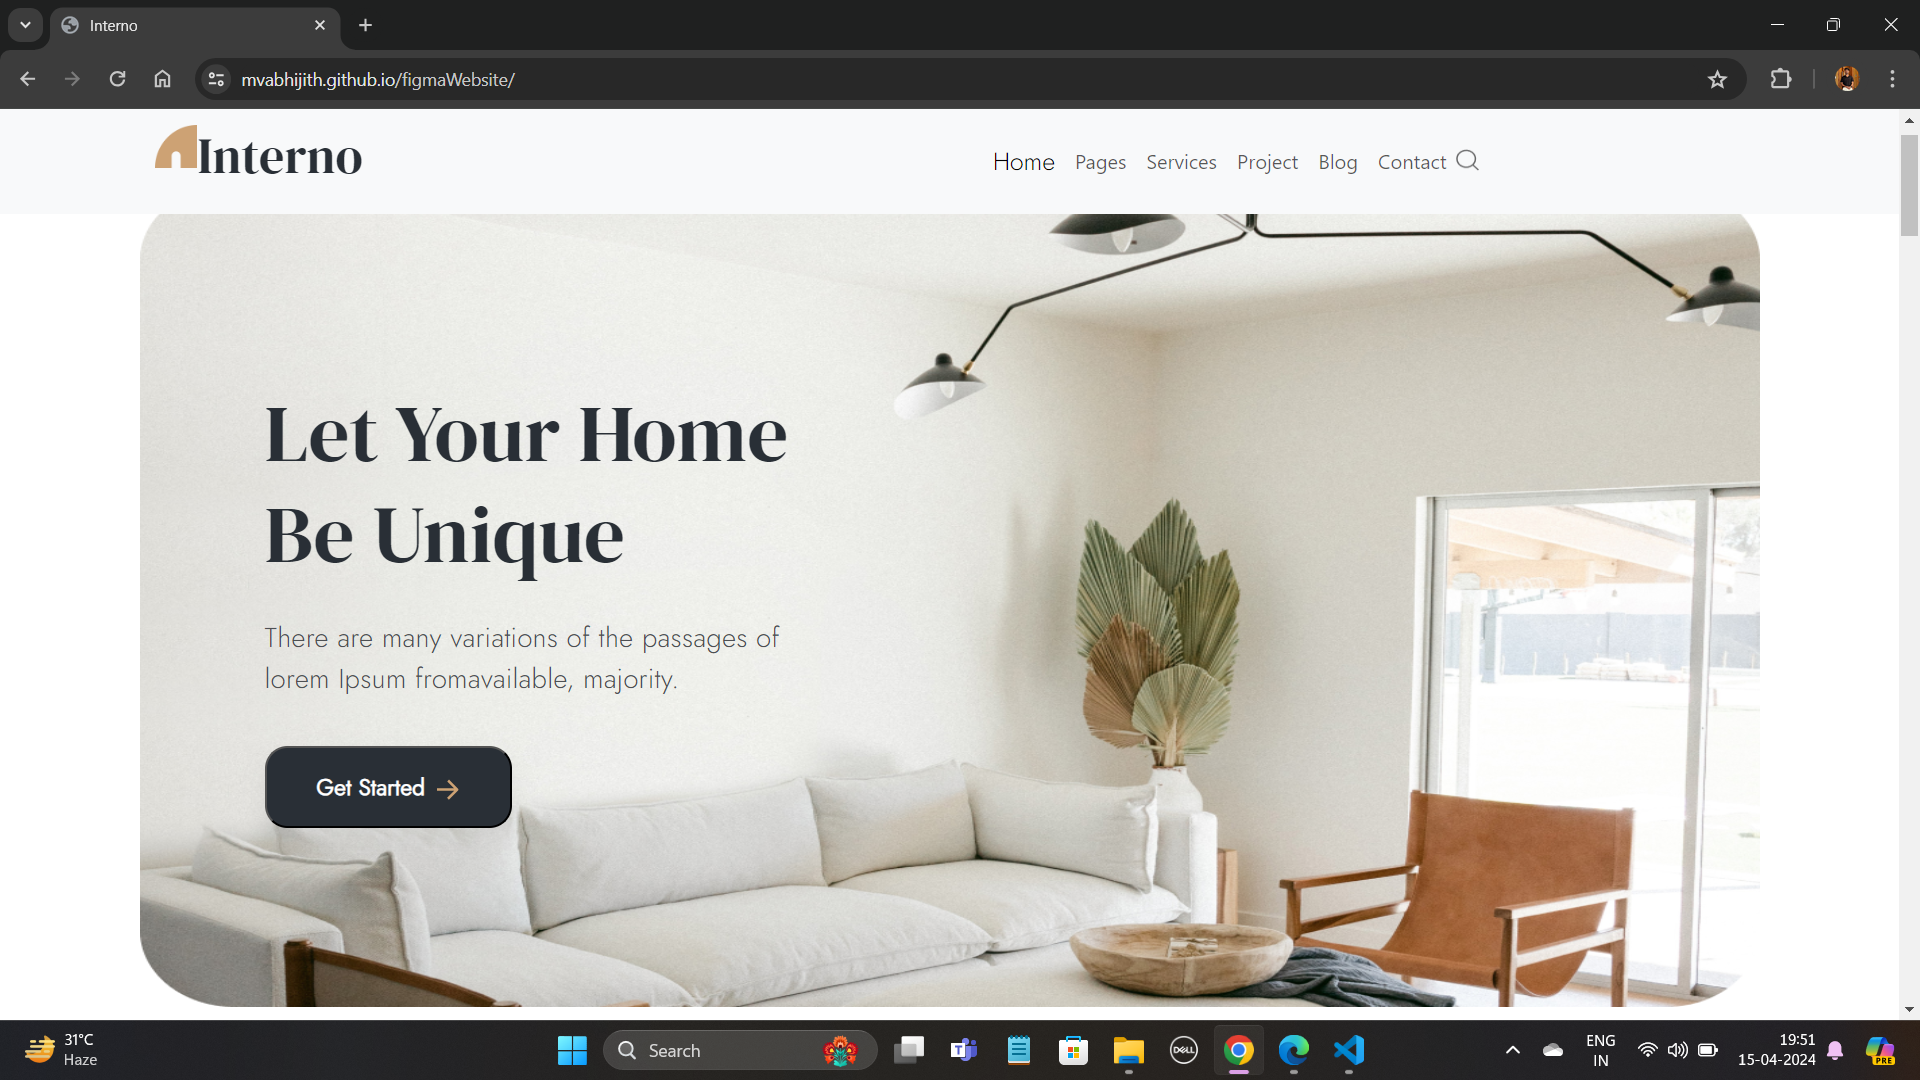 Interno
mvabhijith.github.io/figmaWebsite/
Interno
Home Pages Services Project Blog Contact
Let Your Home
Be Unique
There are many variations of the passages of
lorem Ipsum fromavailable, majority.
Get Started
31°C
Haze
Search
T
DELL
ENG
IN
19:51
15-04-2024
PRE